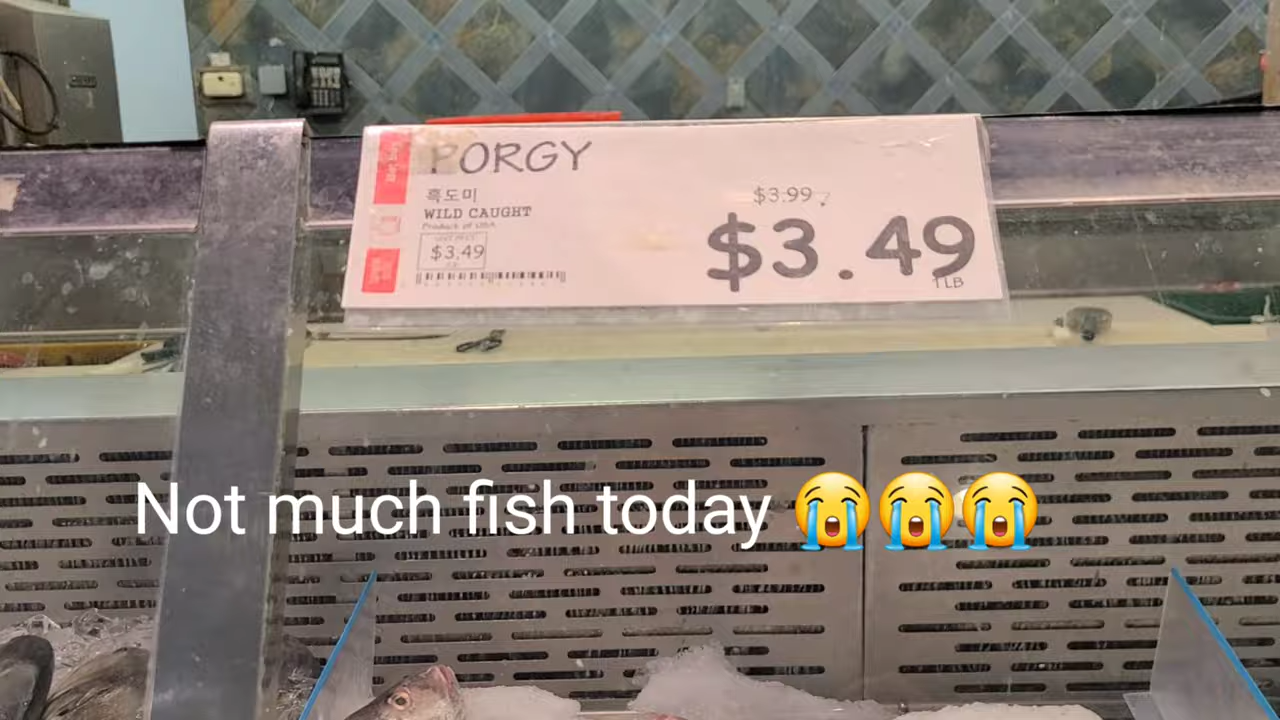 PORGY
흑도미
WILD CAUGHT
Product of USA
$3.49
$3.99
$3.49
1LB
Not much fish today 😭😭😭